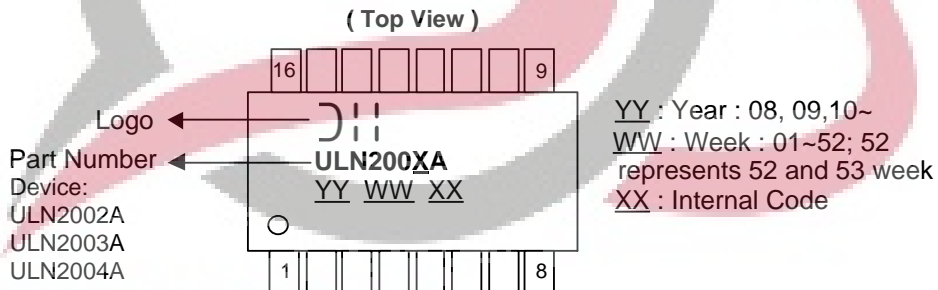 ( Top View )
16 9
Logo
Part Number
Device:
ULN2002A
ULN2003A
ULN2004A
ULN200XA
YY WW XX
1 8
YY : Year : 08, 09,10~
WW : Week : 01~52; 52
represents 52 and 53 week
XX : Internal Code